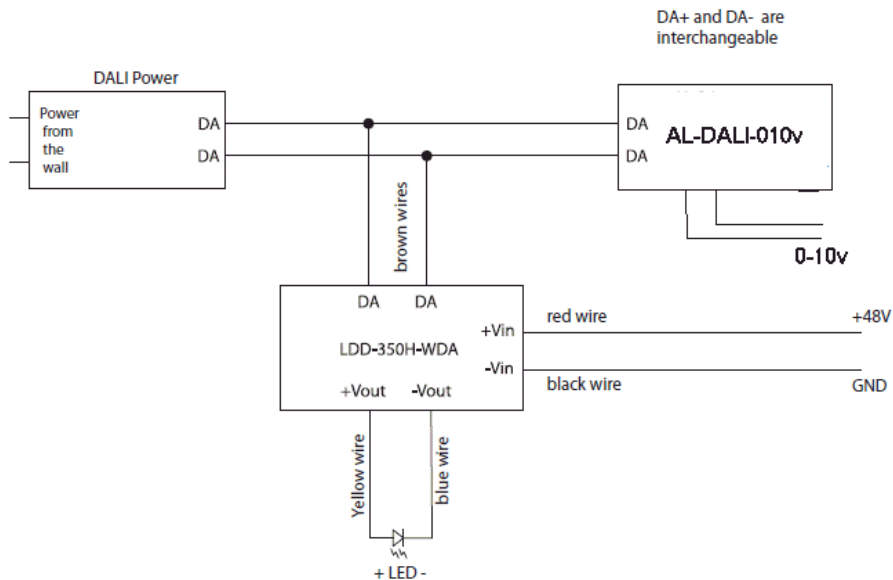 DA+ and DA- are
interchangeable
DALI Power
Power
from
the
wall
DA
DA
DA
DA
AL-DALI-010v
brown wires
0-10v
DA DA
+Vin
LDD-350H-WDA
-Vin
+Vout -Vout
red wire
+48V
black wire
GND
Yellow wire
blue wire
+ LED -